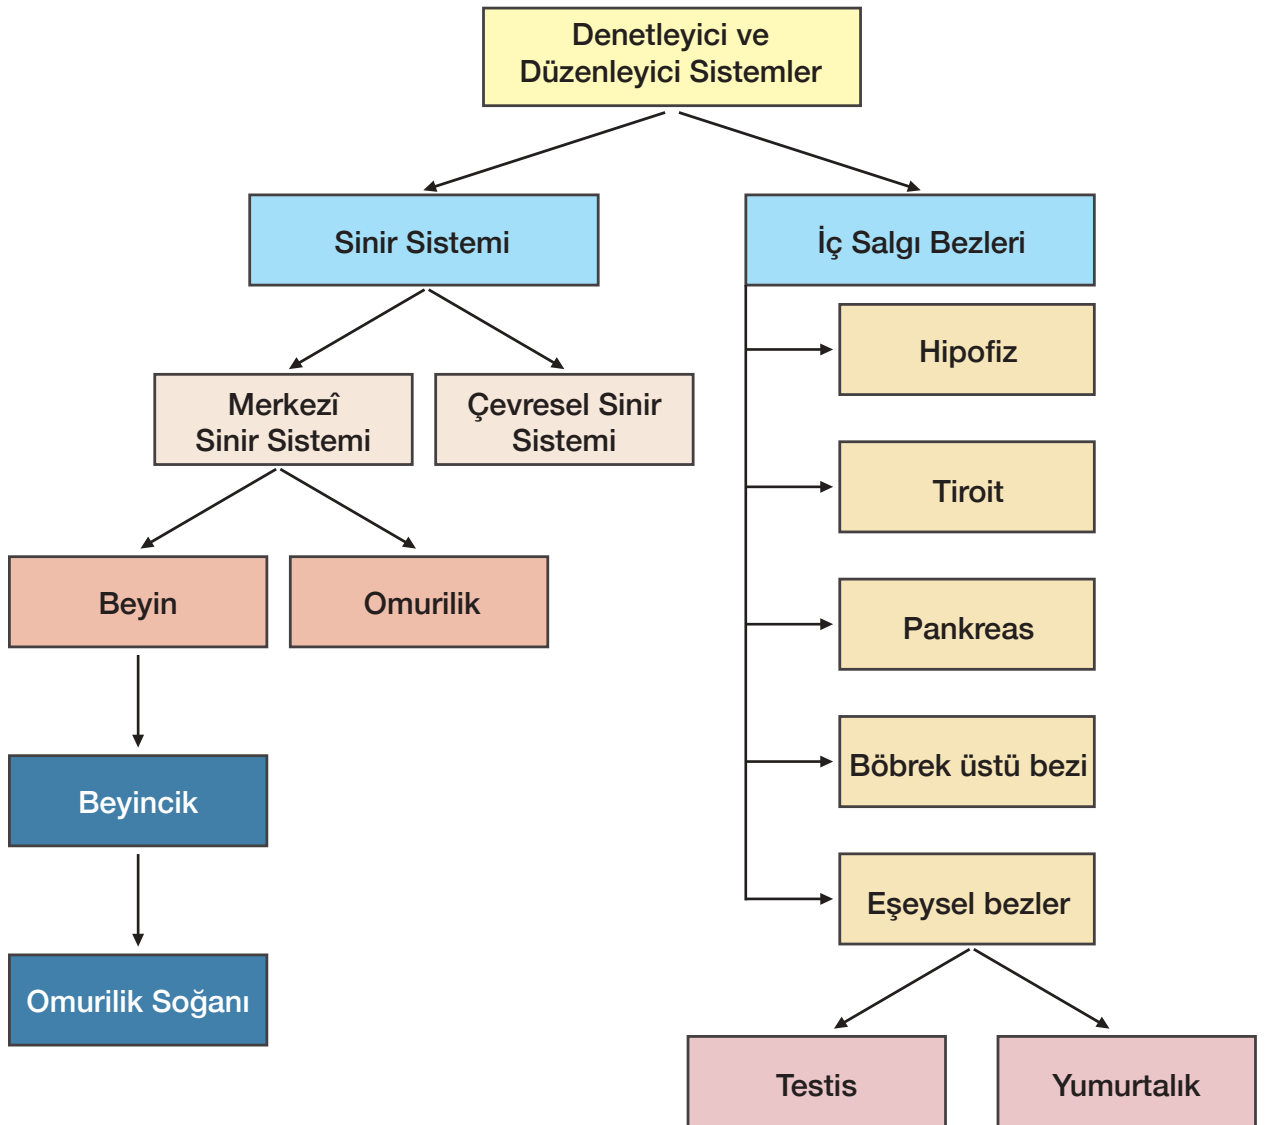 Denetleyici ve
Düzenleyici Sistemler
Sinir Sistemi
İç Salgı Bezleri
Merkezî
Sinir Sistemi
Çevresel Sinir
Sistemi
Beyin
Omurilik
Beyincik
Omurilik Soğanı
Hipofiz
Tiroit
Pankreas
Böbrek üstü bezi
Eşeysel bezler
Testis
Yumurtalık